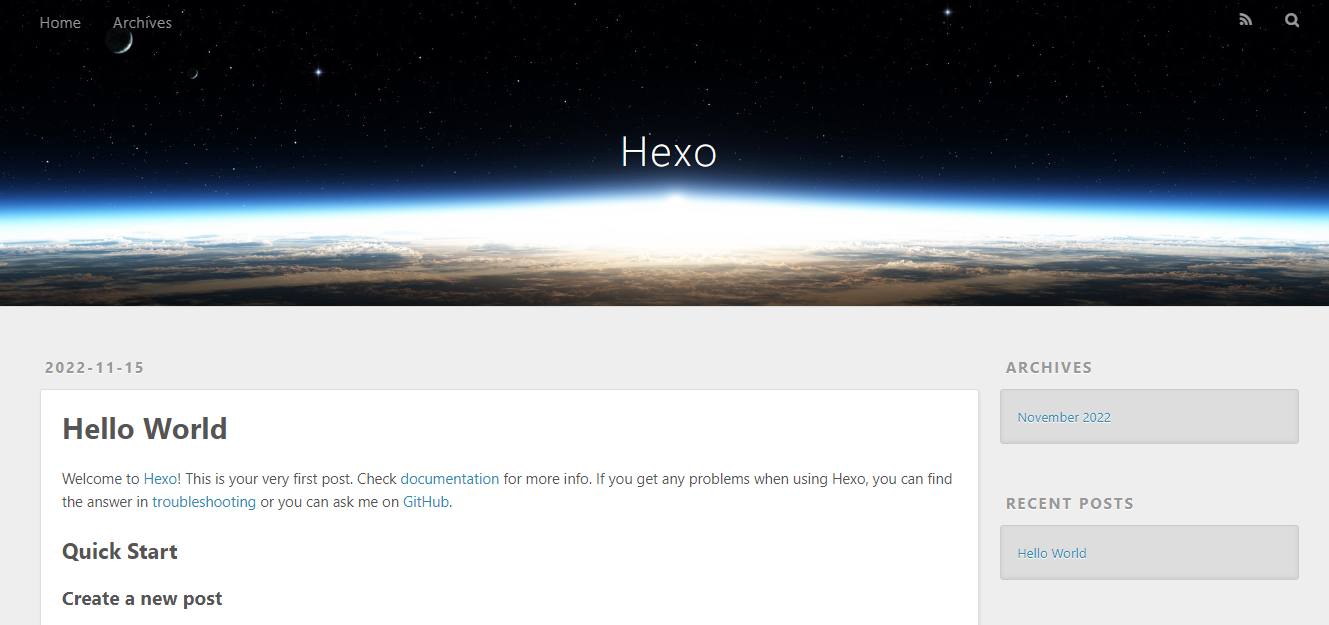 Home Archives
Hexo
2022-11-15
Hello World
Welcome to Hexo! This is your very first post. Check documentation for more info. If you get any problems when using Hexo, you can find
the answer in troubleshooting or you can ask me on GitHub.
Quick Start
Create a new post
ARCHIVES
November 2022
RECENT POSTS
Hello World